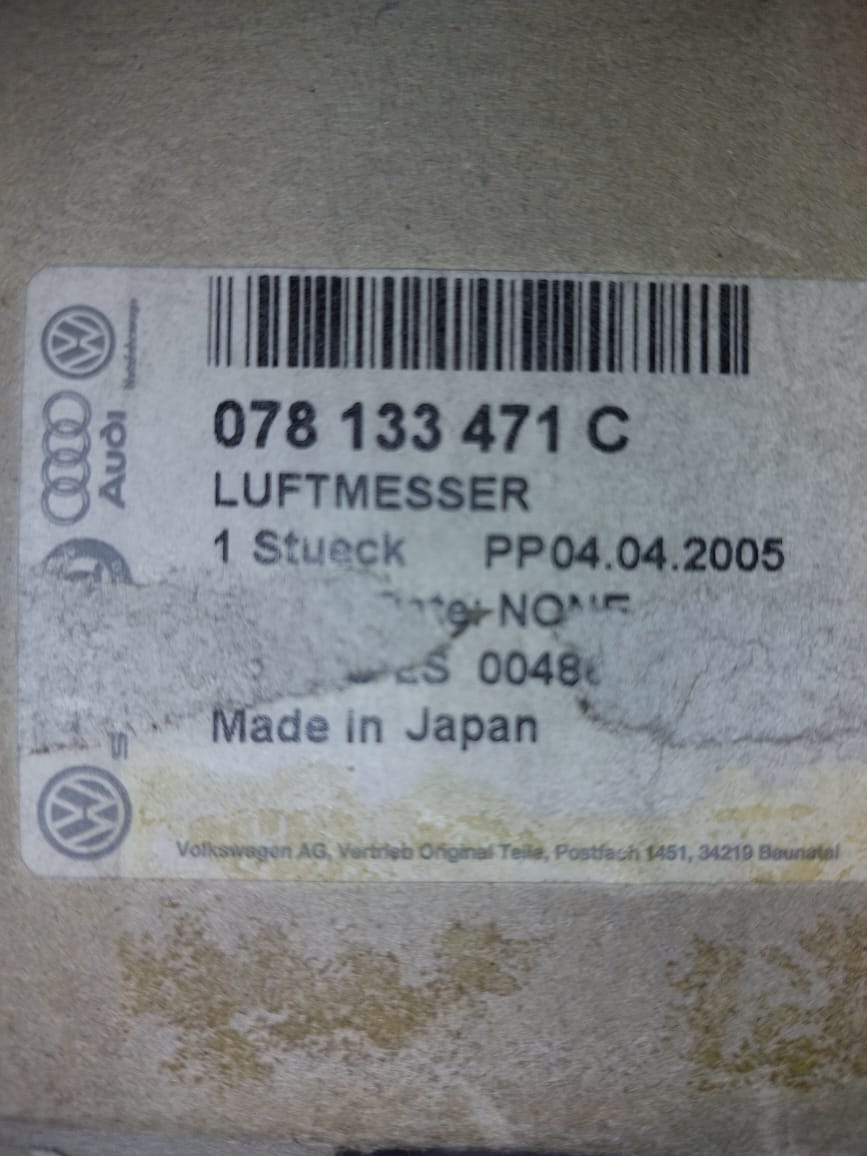 Audi
078 133 471 C
LUFTMESSER
1 Stueck PP04.04.2005
NONE
Made in Japan
Volkswagen AG, Vertrieb Original Teile, Postfach 1451, 34219 Baunatal